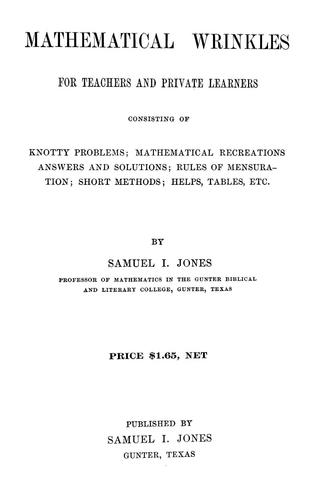 MATHEMATICAL WRINKLES
FOR TEACHERS AND PRIVATE LEARNERS
CONSISTING OF
KNOTTY PROBLEMS; MATHEMATICAL RECREATIONS
ANSWERS AND SOLUTIONS; RULES OF MENSURA-
TION; SHORT METHODS; HELPS, TABLES, ETC.
BY
SAMUEL I. JONES
PROFESSOR OF MATHEMATICS IN THE GUNTER BIBLICAL
AND LITERARY COLLEGE, GUNTER, TEXAS
PRICE $1.65, NET
PUBLISHED BY
SAMUEL I. JONES
GUNTER, TEXAS